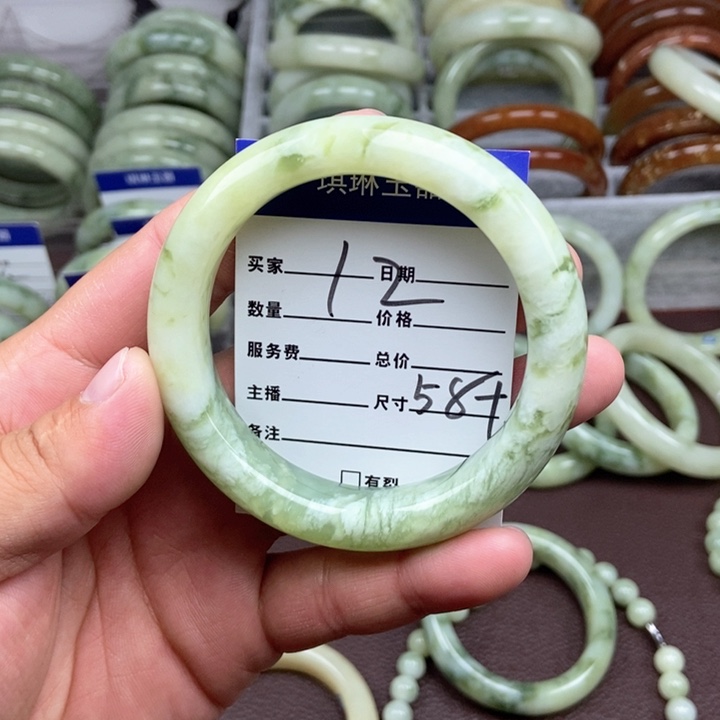 琪琳玉
买家 日期
12
数量 价格
服务费 总价
主播 尺寸 58+
备注
□有裂